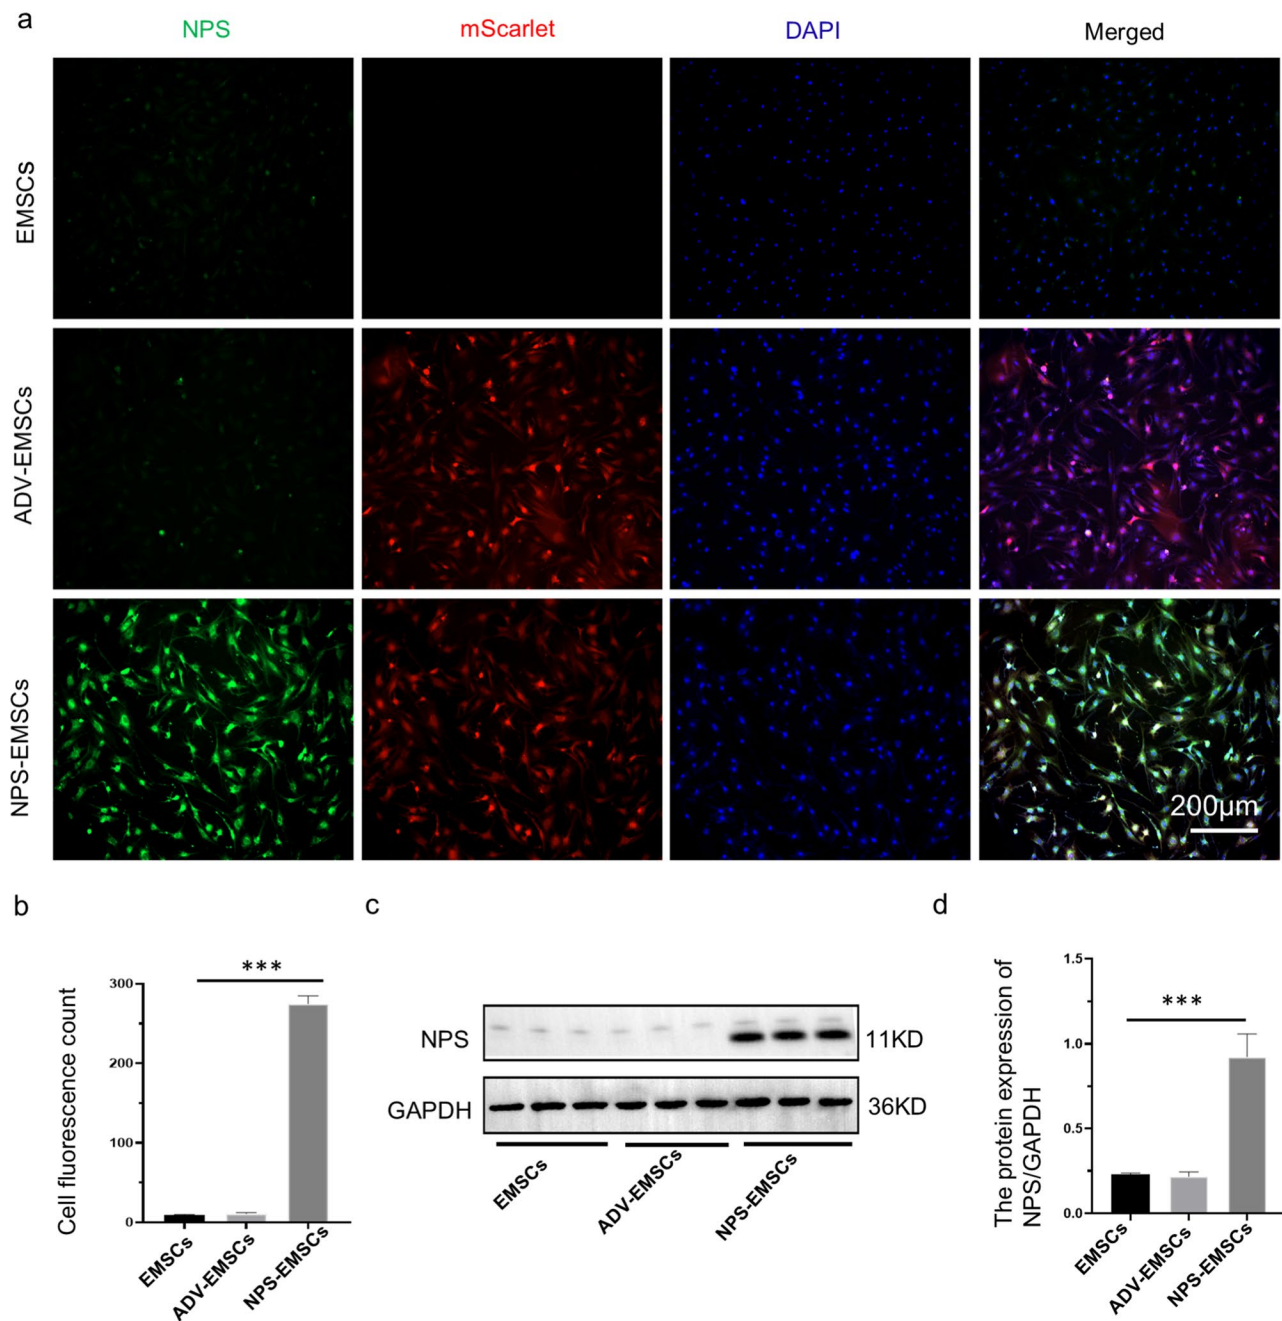 a
NPS
mScarlet
DAPI
Merged
EMSCs
ADV-EMSCs
NPS-EMSCs
200μm
b
Cell fluorescence count
300
200
100
0
***
EMSCs
ADV-EMSCs
NPS-EMSCs
c
NPS
11KD
GAPDH
36KD
EMSCs
ADV-EMSCs
NPS-EMSCs
d
The protein expression of
NPS/GAPDH
1.5
1.0
0.5
0.0
***
EMSCs
ADV-EMSCs
NPS-EMSCs